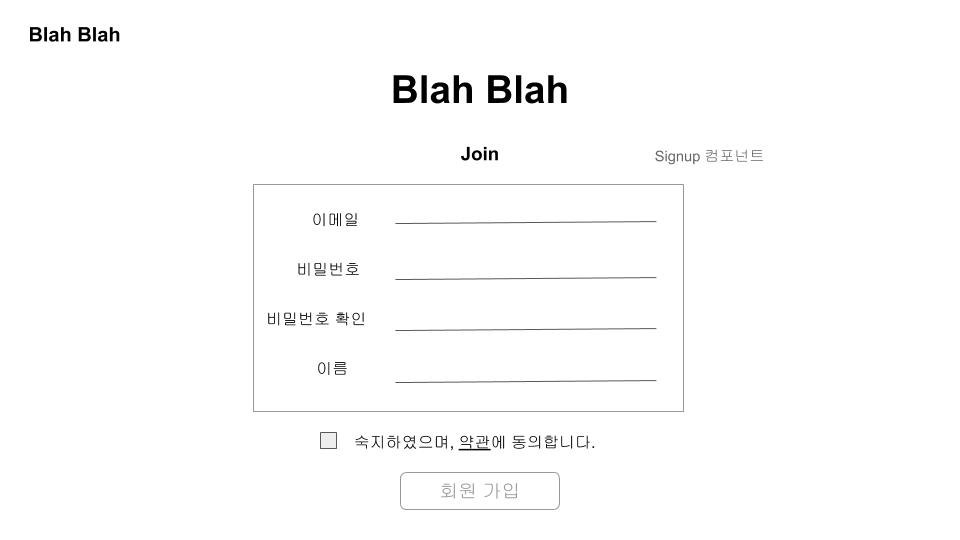 Blah Blah
Blah Blah
Join
Signup 컴포넌트
이메일
비밀번호
비밀번호 확인
이름
숙지하였으며, 약관에 동의합니다.
회원 가입